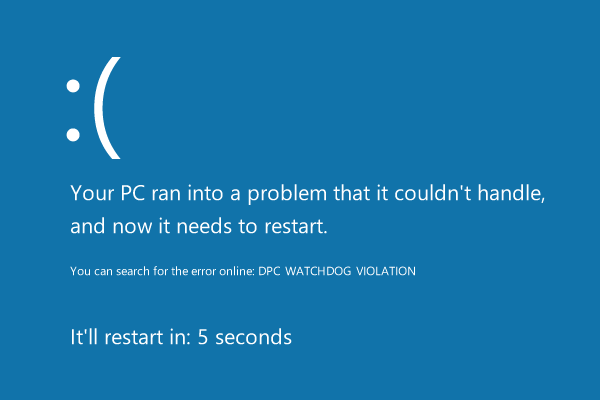 :(
Your PC ran into a problem that it couldn't handle,
and now it needs to restart.
You can search for the error online: DPC WATCHDOG VIOLATION
It'll restart in: 5 seconds